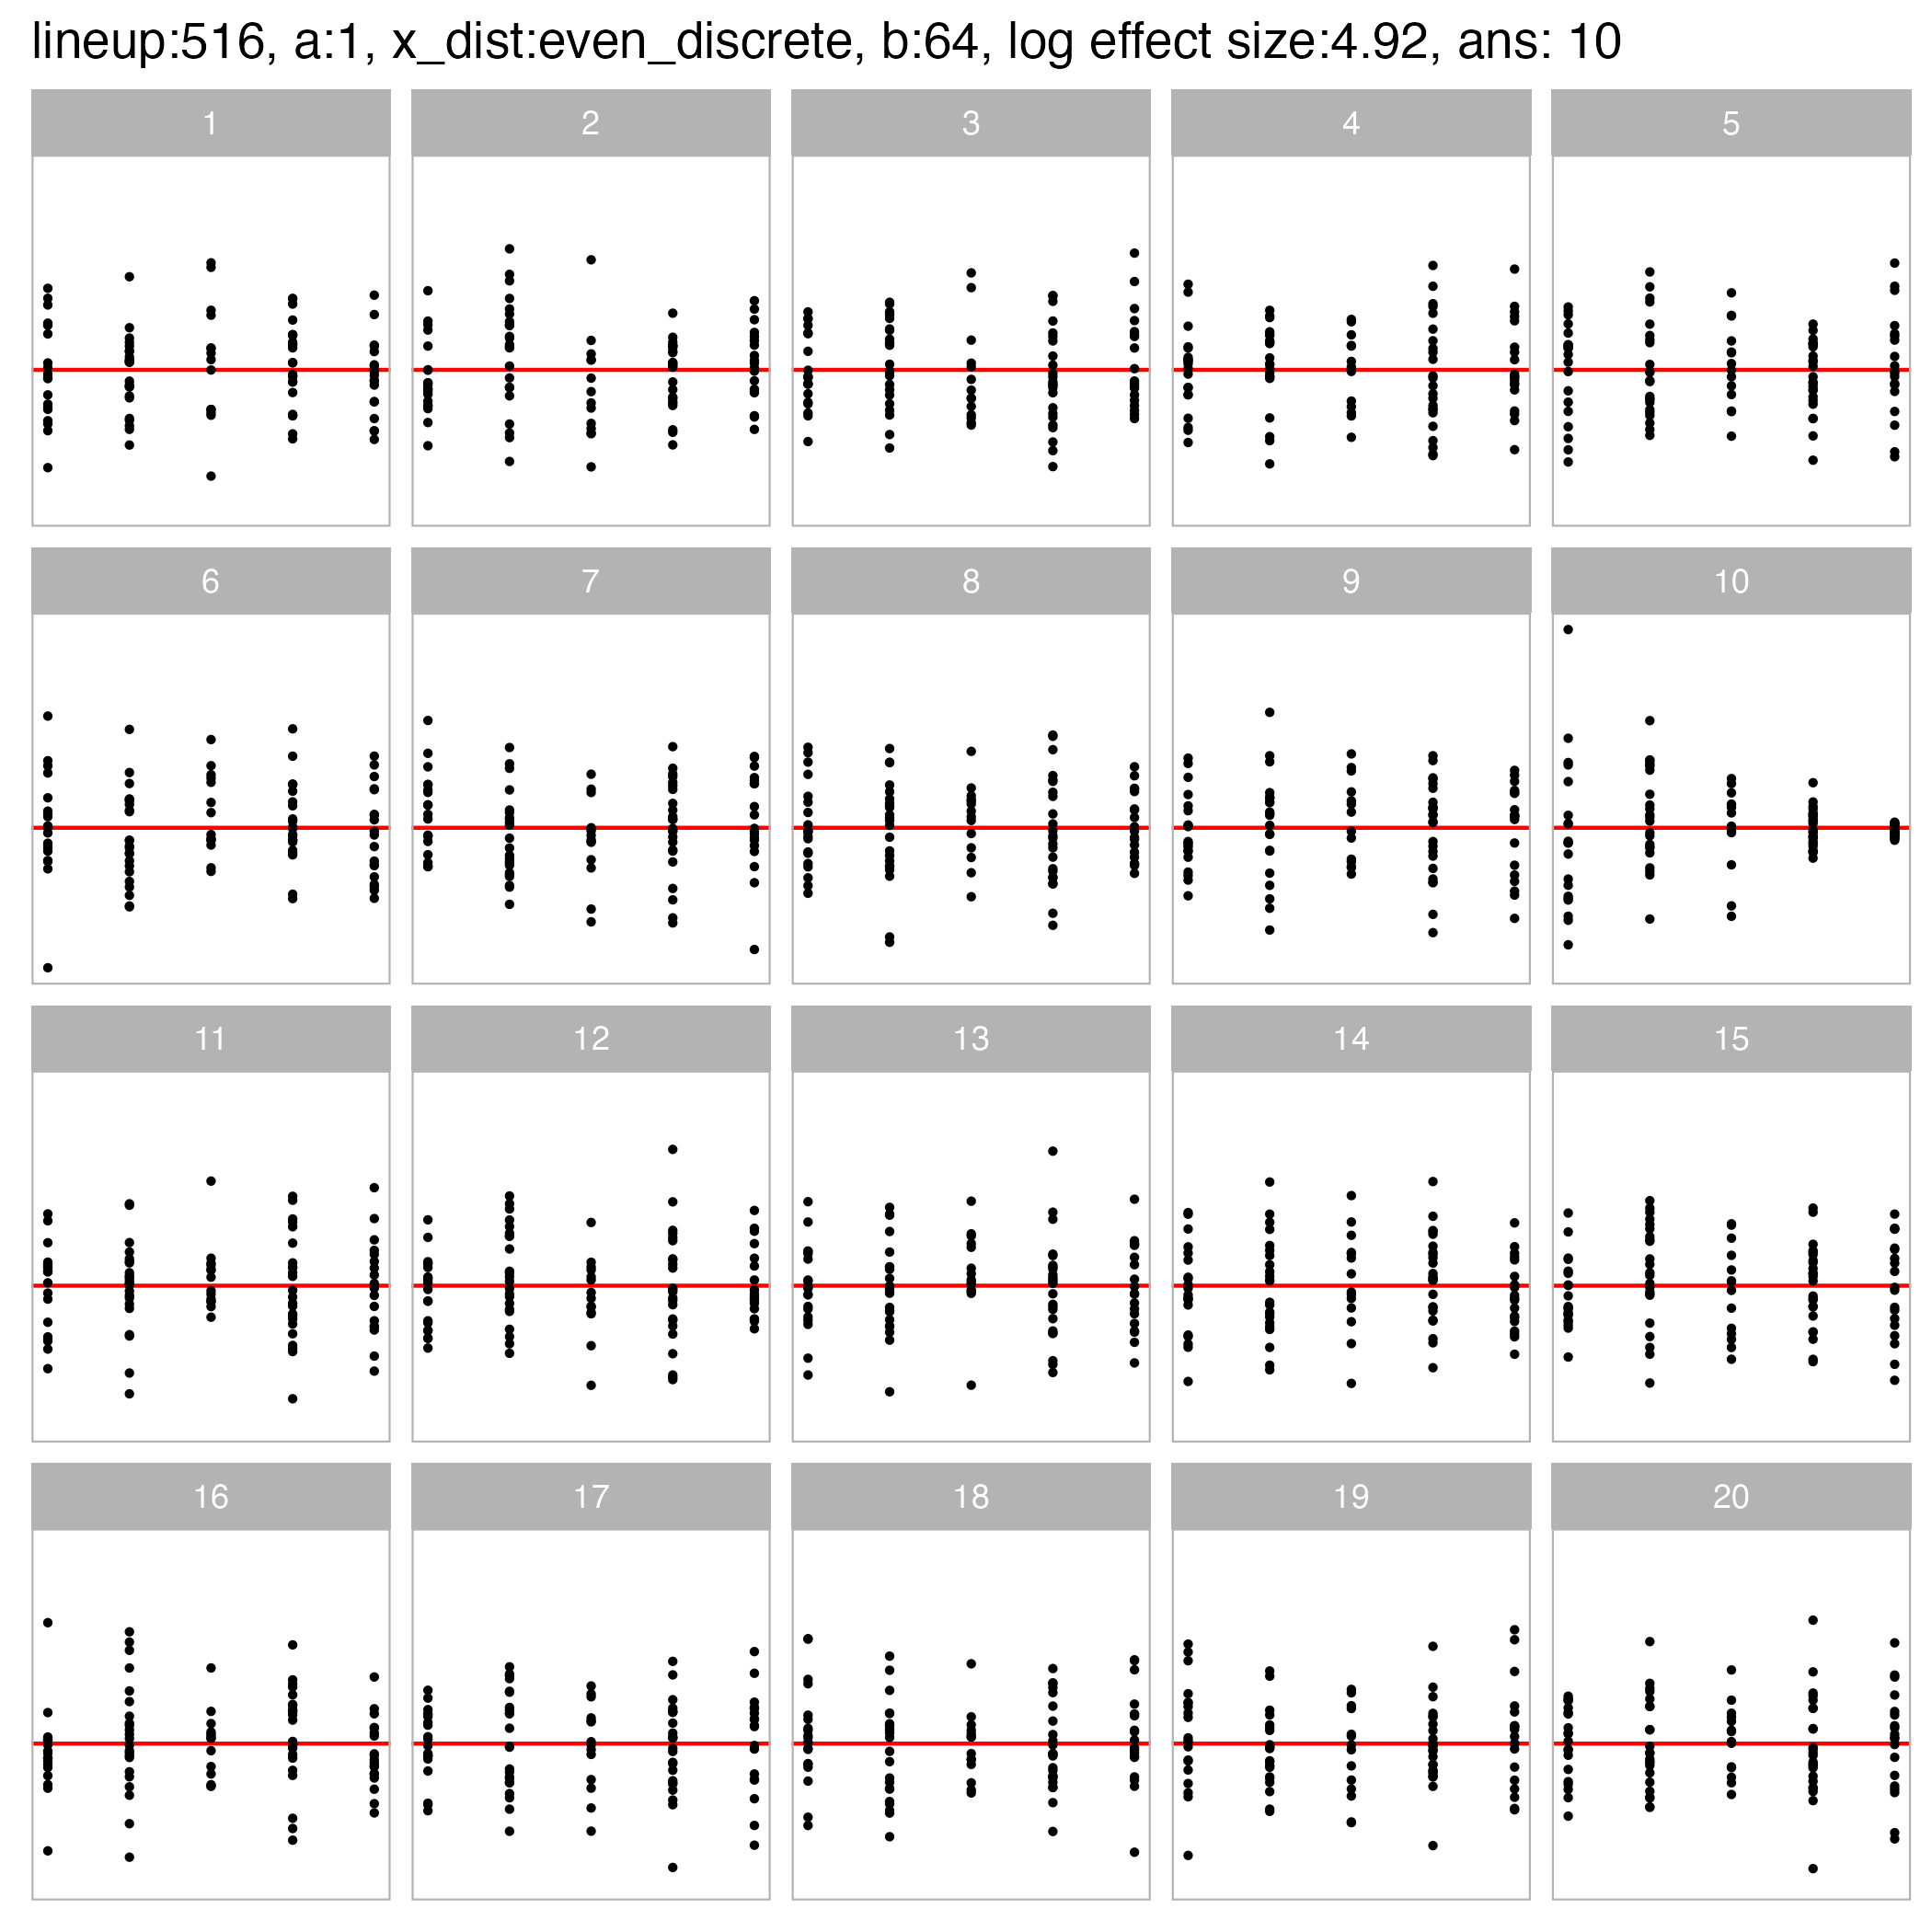 lineup:516, a:1, x_dist:even_discrete, b:64, log effect size:4.92, ans: 10
1 2 3 4 5
6 7 8 9 10
11 12 13 14 15
16 17 18 19 20